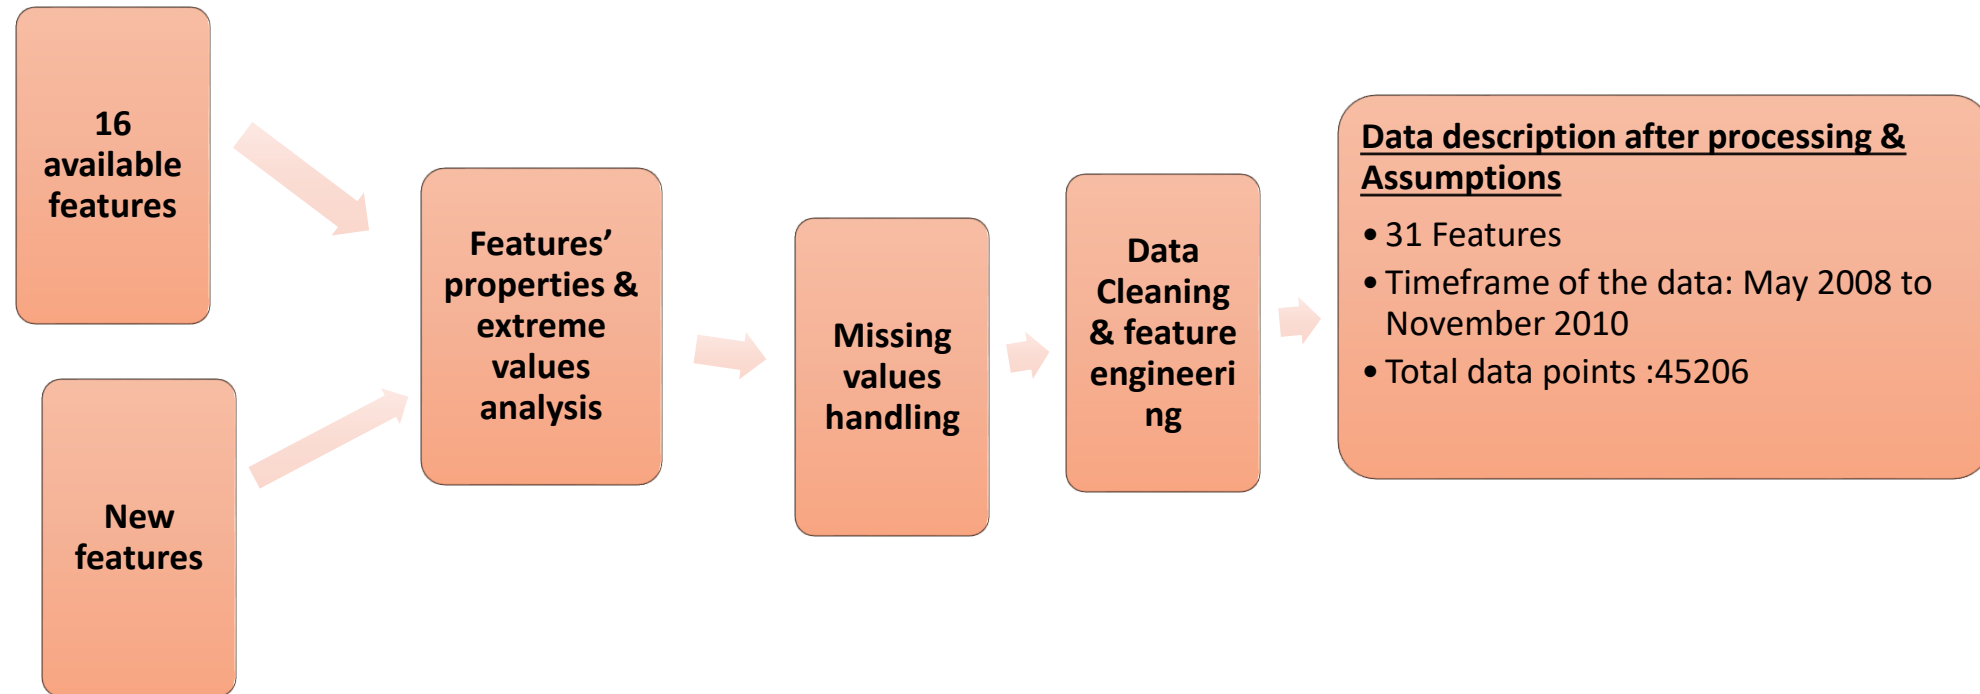 16
available
features
New
features
Features’
properties &
extreme
values
analysis
Missing
values
handling
Data
Cleaning
& feature
engineeri
ng
Data description after processing &
Assumptions
• 31 Features
• Timeframe of the data: May 2008 to
November 2010
• Total data points :45206